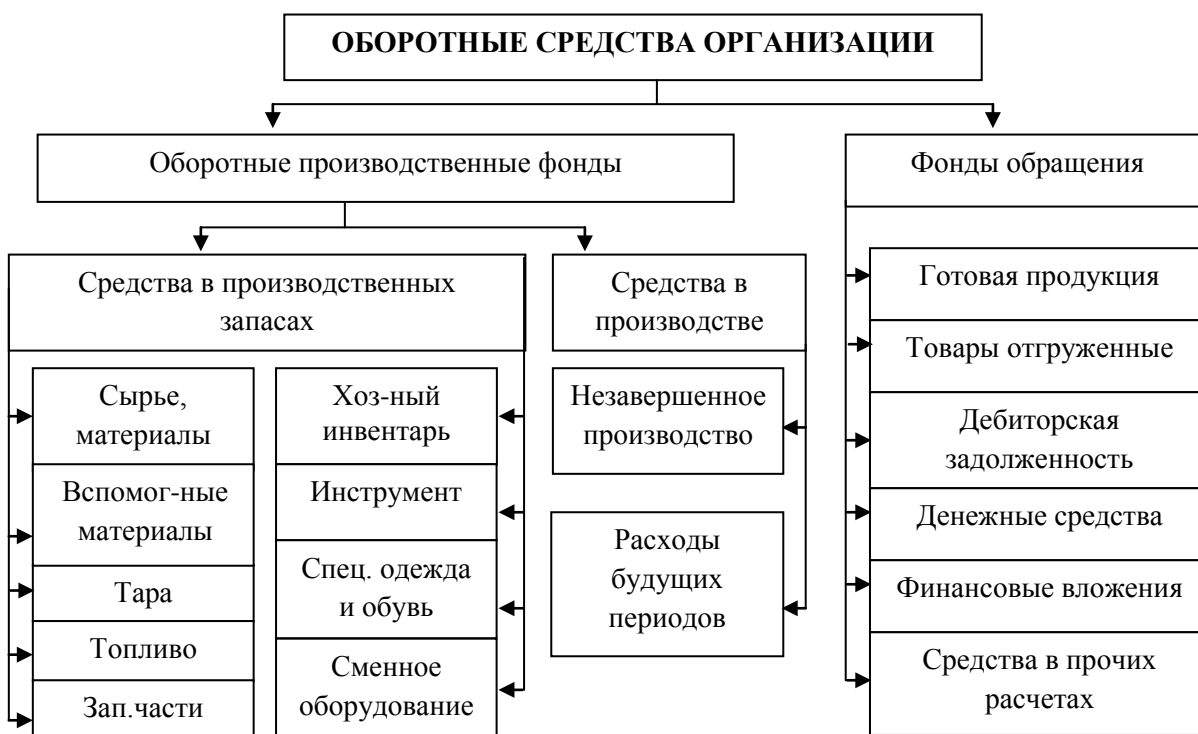 ОБОРОТНЫЕ СРЕДСТВА ОРГАНИЗАЦИИ
Оборотные производственные фонды
Фонды обращения
Средства в производственных
запасах
Средства в
производстве
Сырье,
материалы
Вспомог-ные
материалы
Тара
Топливо
Зап.части
Хоз-ный
инвентарь
Инструмент
Спец. одежда
и обувь
Сменное
оборудование
Незавершенное
производство
Расходы
будущих
периодов
Готовая продукция
Товары отгруженные
Дебиторская
задолженность
Денежные средства
Финансовые вложения
Средства в прочих
расчетах